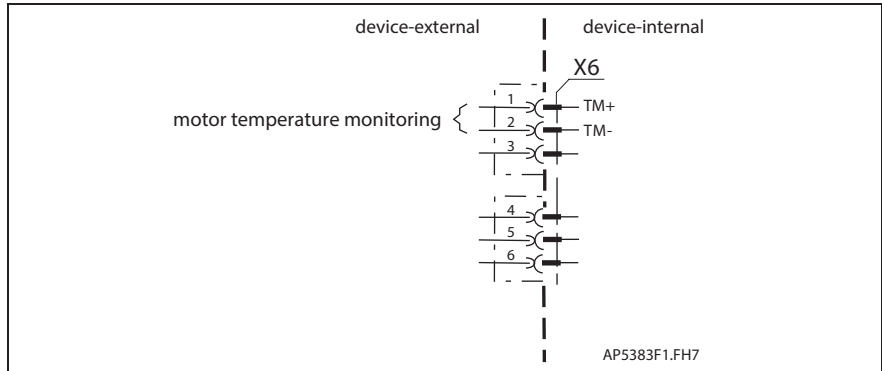 device-external device-internal
X6
1 TM+
motor temperature monitoring
2 TM-
3
4
5
6
AP5383F1.FH7